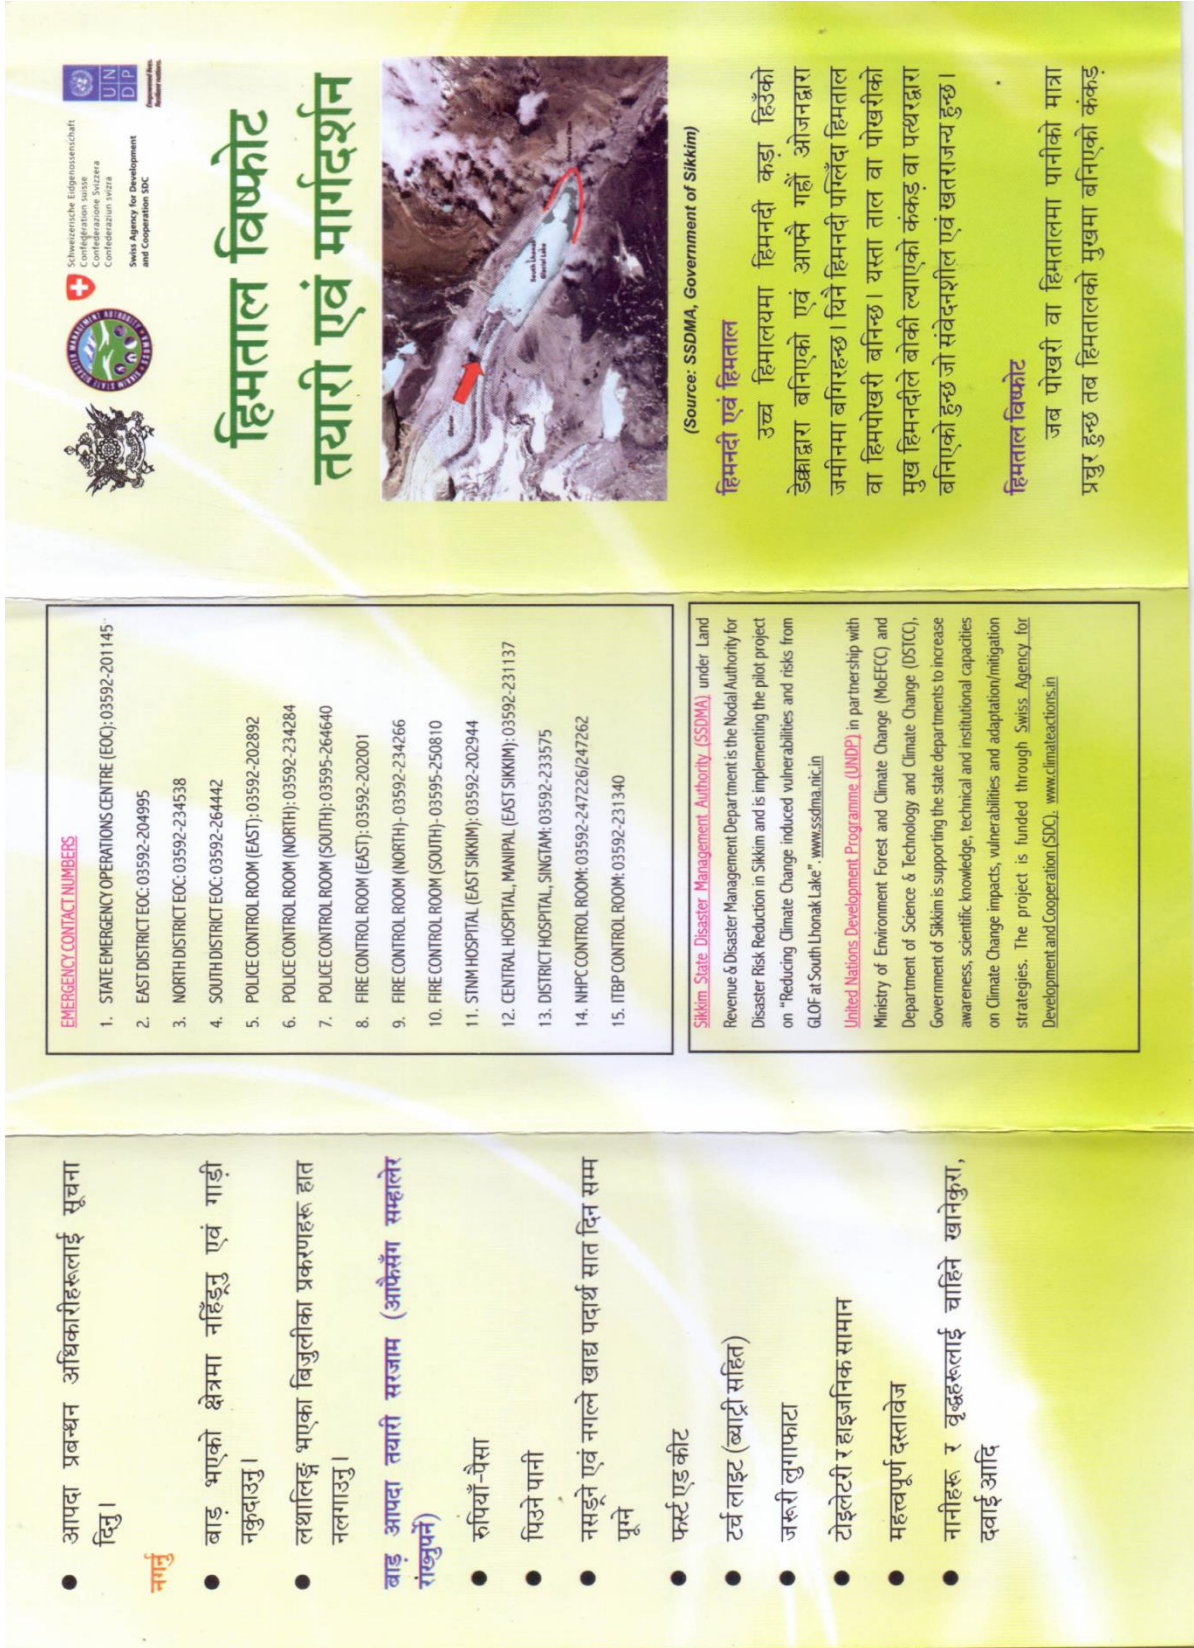 आपदा प्रबन्धन अधिकारीहरूलाई सूचना
दिनु।
नगर्नु
बाड़ भएको क्षेत्रमा नहिँड्नु एवं गाड़ी
नकुदाउनु।
लथालिङ्ग भएका बिजुलीका प्रकरणहरू हात
नलगाउनु।
बाड़ आपदा तयारी सरजाम (आफैसँग सम्हालेर
राख्नुपर्ने)
रुपियाँ-पैसा
पिउने पानी
नसड्ने एवं नगल्ने खाद्य पदार्थ सात दिन सम्म
पूग्ने
फर्स्ट एड कीट
टर्च लाइट (ब्याट्री सहित)
जरूरी लुगाफाटा
टोइलेटरी र हाइजनिक सामान
महत्त्वपूर्ण दस्तावेज
नानीहरू र वृद्धहरूलाई चाहिने खानेकुरा,
दवाई आदि
EMERGENCY CONTACT NUMBERS
1. STATE EMERGENCY OPERATIONS CENTRE (EOC): 03592-201145
2. EAST DISTRICT EOC: 03592-204995
3. NORTH DISTRICT EOC: 03592-234538
4. SOUTH DISTRICT EOC: 03592-264442
5. POLICE CONTROL ROOM (EAST): 03592-202892
6. POLICE CONTROL ROOM (NORTH): 03592-234284
7. POLICE CONTROL ROOM (SOUTH): 03595-264640
8. FIRE CONTROL ROOM (EAST): 03592-202001
9. FIRE CONTROL ROOM (NORTH)- 03592-234266
10. FIRE CONTROL ROOM (SOUTH)- 03595-250810
11. STNM HOSPITAL (EAST SIKKIM); 03592-202944
12. CENTRAL HOSPITAL, MANIPAL (EAST SIKKIM): 03592-231137
13. DISTRICT HOSPITAL, SINGTAM: 03592-233575
14. NHPC CONTROL ROOM: 03592-247226/247262
15. ITBP CONTROL ROOM: 03592-231340
Sikkim State Disaster Management Authority (SSDMA) under Land
Revenue & Disaster Management Department is the Nodal Authority for
Disaster Risk Reduction in Sikkim and is implementing the pilot project
on "Reducing Climate Change induced vulnerabilities and risks from
GLOF at South Lhonak Lake". www.ssdma.nic.in
United Nations Development Programme (UNDP) in partnership with
Ministry of Environment Forest and Climate Change (MoEFCC) and
Department of Science & Technology and Climate Change (DSTCC),
Government of Sikkim is supporting the state departments to increase
awareness, scientific knowledge, technical and institutional capacities
on Climate Change impacts, vulnerabilities and adaptation/mitigation
strategies. The project is funded through Swiss Agency for
Development and Cooperation (SDC). www.climateactions.in
SIKKIM STATE DISASTER MANAGEMENT AUTHORITY
Schweizerische Eidgenossenschaft
Confédération suisse
Confederazione Svizzera
Confederaziun svizra
Swiss Agency for Development
and Cooperation SDC
UN
DP
Empowered lives.
Resilient nations.
हिमताल विष्फोट
तयारी एवं मार्गदर्शन
Glacier
South Lhonak
Glacial Lake
(Source: SSDMA, Government of Sikkim)
हिमनदी एवं हिमताल
उच्च हिमालयमा हिमनदी कड़ा हिउँको
डेक्काद्वारा बनिएको एवं आफ्नै गह्रौं ओजनद्वारा
जमीनमा बगिरहन्छ। यिनै हिमनदी पग्लिँदा हिमताल
वा हिमपोखरी बनिन्छ। यस्ता ताल वा पोखरीको
मुख हिमनदीले बोकी ल्याएको कंकड़ वा पत्थरद्वारा
बनिएको हुन्छ जो संवेदनशील एवं खतराजन्य हुन्छ।
हिमताल विष्फोट
जब पोखरी वा हिमतालमा पानीको मात्रा
प्रचुर हुन्छ तब हिमतालको मुखमा बनिएको कंकड़